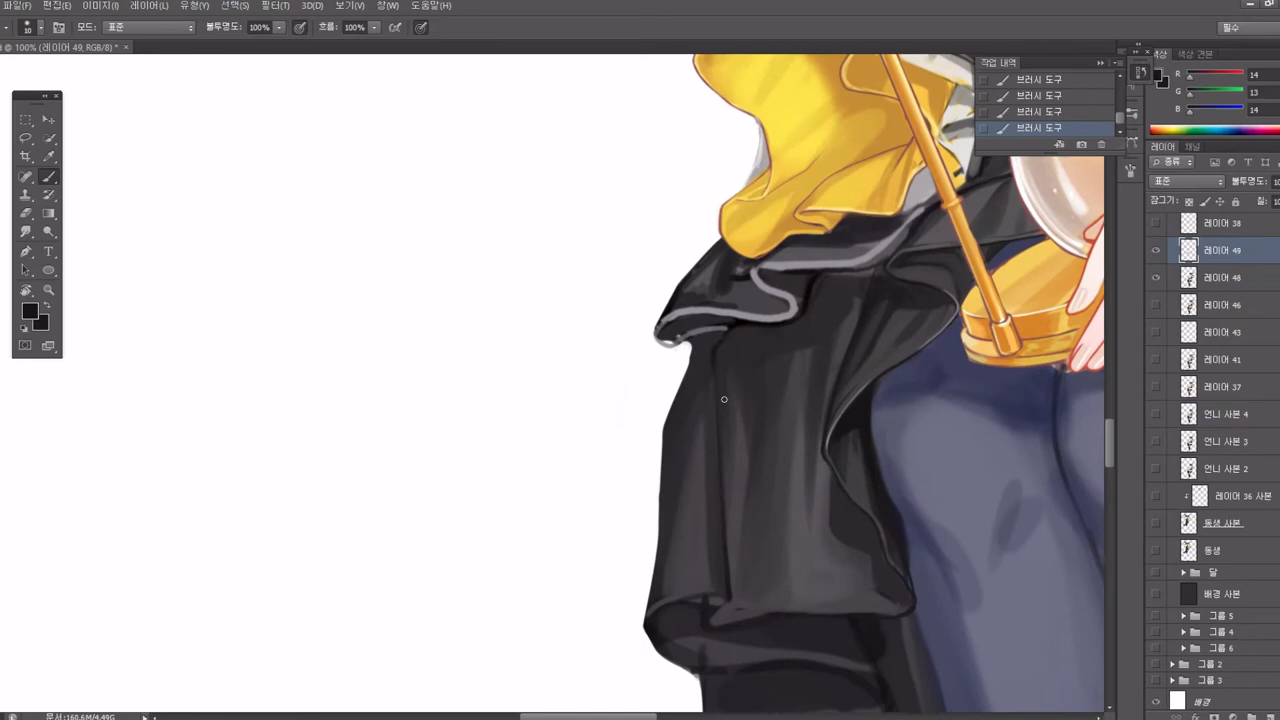 파일(F) 편집(E) 이미지(I) 레이어(L) 유형(Y) 선택(S) 필터(T) 3D(D) 보기(V) 창(W) 도움말(H)
10 모드: 표준 불투명도: 100% 흐름: 100% 필수
@ 100% (레이어 49, RGB/8) * ×
작업 내역
브러시 도구
브러시 도구
브러시 도구
브러시 도구
색상 색상 견본
R 14
G 13
B 14
레이어 채널
종류
표준 불투명도: 10
잠그기: 칠: 10
레이어 38
레이어 49
레이어 48
레이어 46
레이어 43
레이어 41
레이어 37
언니 사본 4
언니 사본 3
언니 사본 2
레이어 36 사본
동생 사본
동생
달
배경 사본
그룹 5
그룹 4
그룹 6
그룹 2
그룹 3
배경
문서:160.6M/4.49G